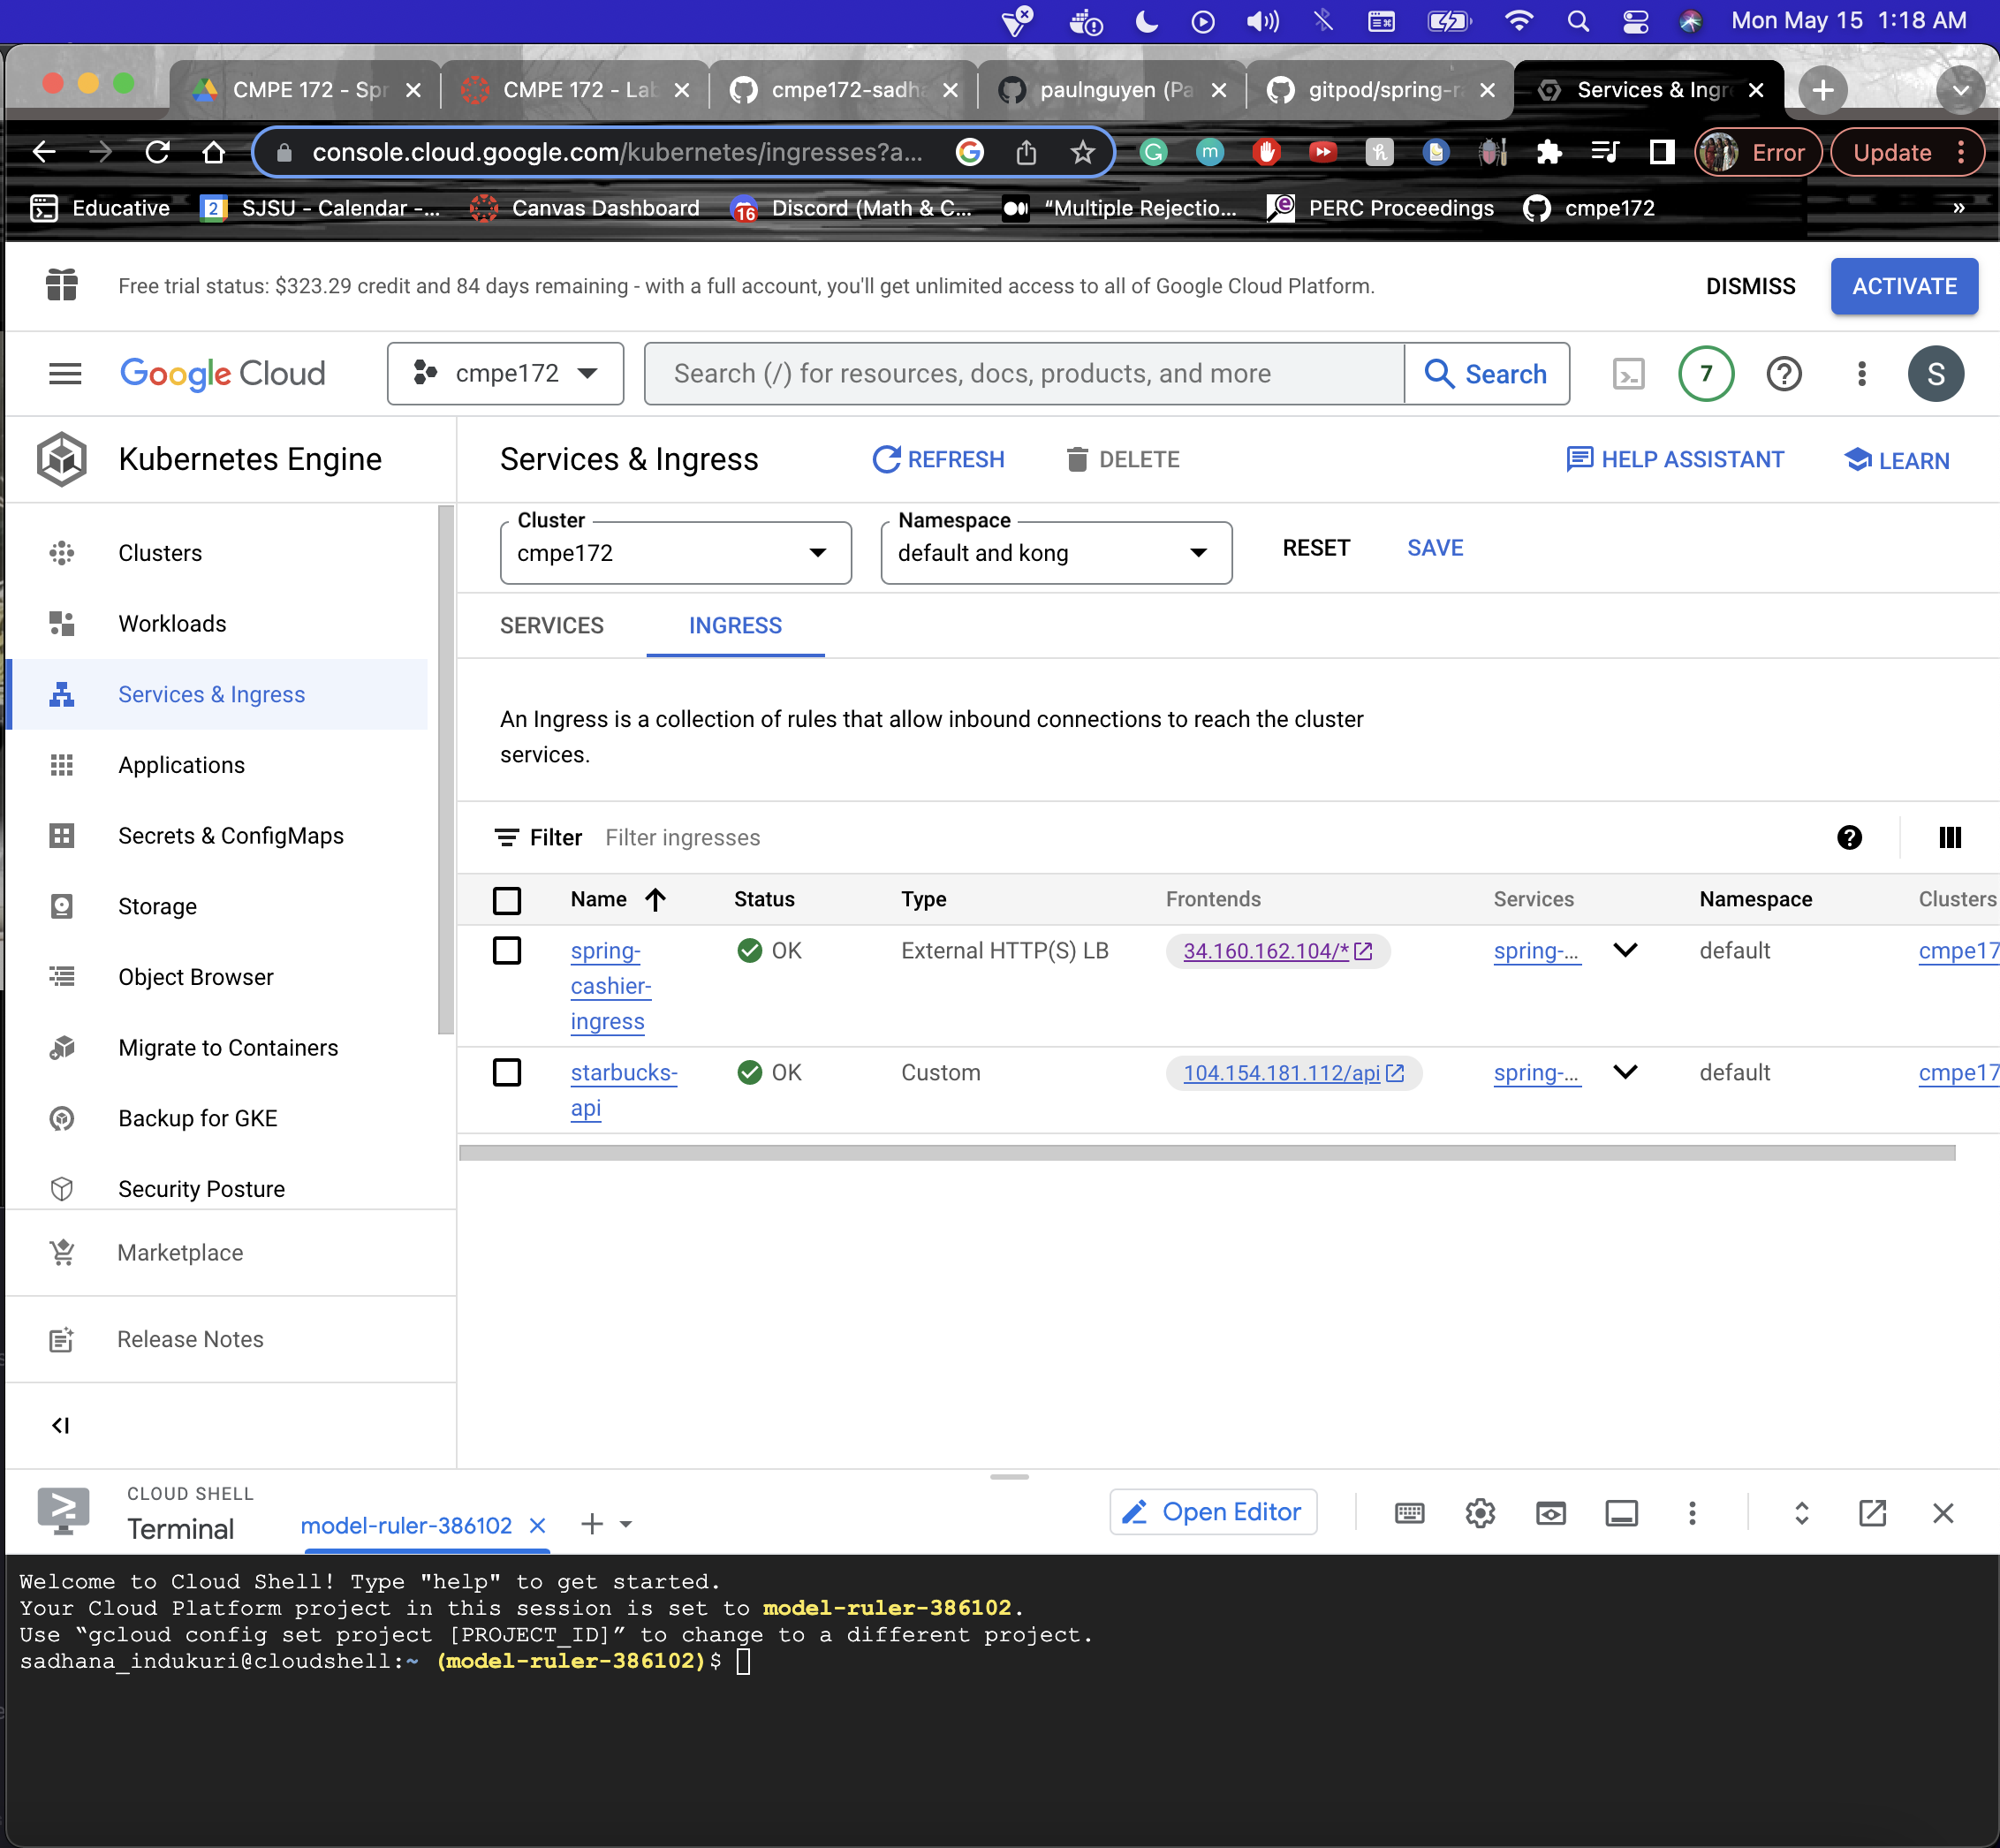 Mon May 15 1:18 AM
CMPE 172 - Spr
CMPE 172 - Lab
cmpe172-sadha
paulnguyen (Pa
gitpod/spring-ra
Services & Ingre
console.cloud.google.com/kubernetes/ingresses?a...
Error
Update
Educative
2
SJSU - Calendar -...
Canvas Dashboard
16
Discord (Math & C...
“Multiple Rejectio...
PERC Proceedings
cmpe172
»
Free trial status: $323.29 credit and 84 days remaining - with a full account, you'll get unlimited access to all of Google Cloud Platform.
DISMISS
ACTIVATE
Google Cloud
cmpe172
Search (/) for resources, docs, products, and more
Search
7
S
Kubernetes Engine
Services & Ingress
REFRESH
DELETE
HELP ASSISTANT
LEARN
Clusters
Workloads
Services & Ingress
Applications
Secrets & ConfigMaps
Storage
Object Browser
Migrate to Containers
Backup for GKE
Security Posture
Marketplace
Release Notes
Cluster
cmpe172
Namespace
default and kong
RESET
SAVE
SERVICES
INGRESS
An Ingress is a collection of rules that allow inbound connections to reach the cluster
services.
Filter
Filter ingresses
Name Status Type Frontends Services Namespace Clusters
spring-cashier-ingress OK External HTTP(S) LB 34.160.162.104/* spring-... default cmpe17
starbucks-api OK Custom 104.154.181.112/api spring-... default cmpe17
CLOUD SHELL
Terminal
model-ruler-386102
Open Editor
Welcome to Cloud Shell! Type "help" to get started.
Your Cloud Platform project in this session is set to model-ruler-386102.
Use “gcloud config set project [PROJECT_ID]” to change to a different project.
sadhana_indukuri@cloudshell:~ (model-ruler-386102)$